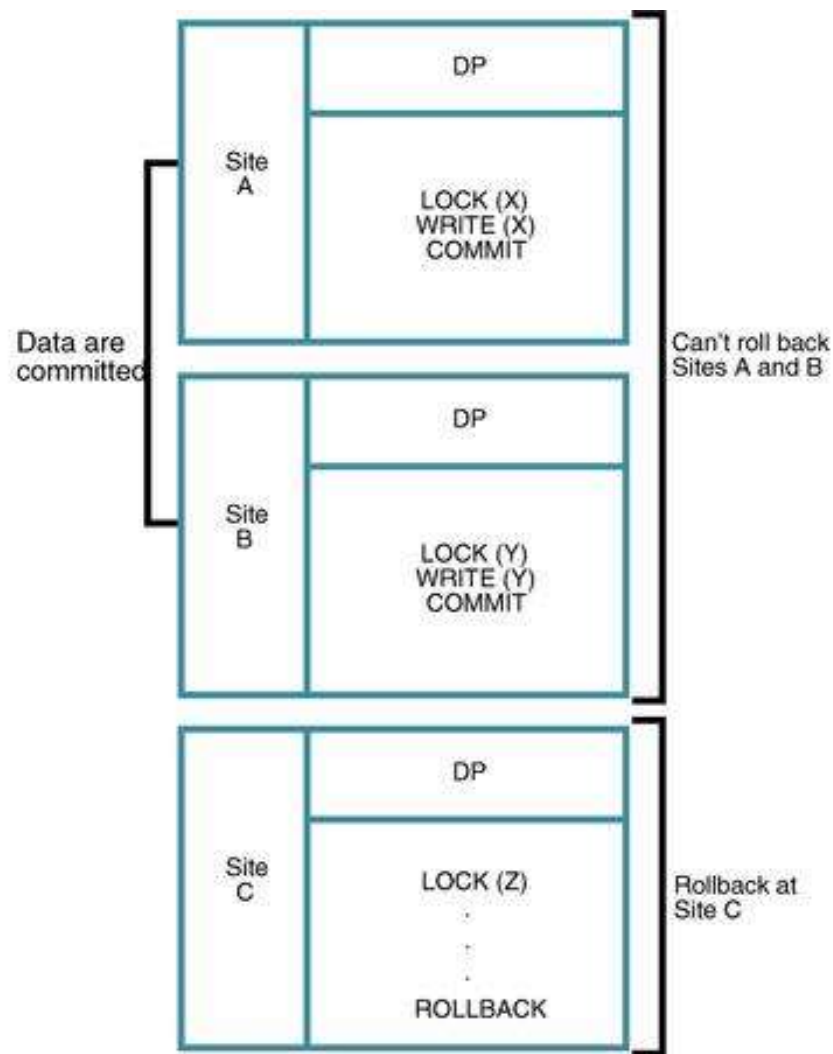 DP
Site
A
LOCK (X)
WRITE (X)
COMMIT
Data are
committed
Can't roll back
Sites A and B
DP
Site
B
LOCK (Y)
WRITE (Y)
COMMIT
DP
Site
C
LOCK (Z)
.
.
.
ROLLBACK
Rollback at
Site C